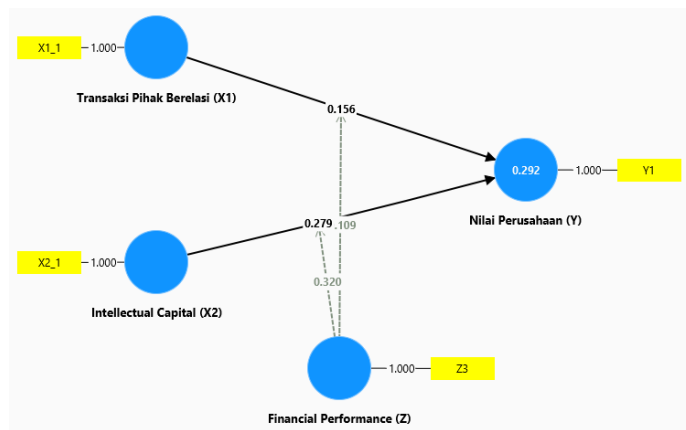 X1_1
1.000
Transaksi Pihak Berelasi (X1)
0.156
0.292
1.000
Y1
Nilai Perusahaan (Y)
0.279
.109
X2_1
1.000
Intellectual Capital (X2)
0.320
1.000
Z3
Financial Performance (Z)